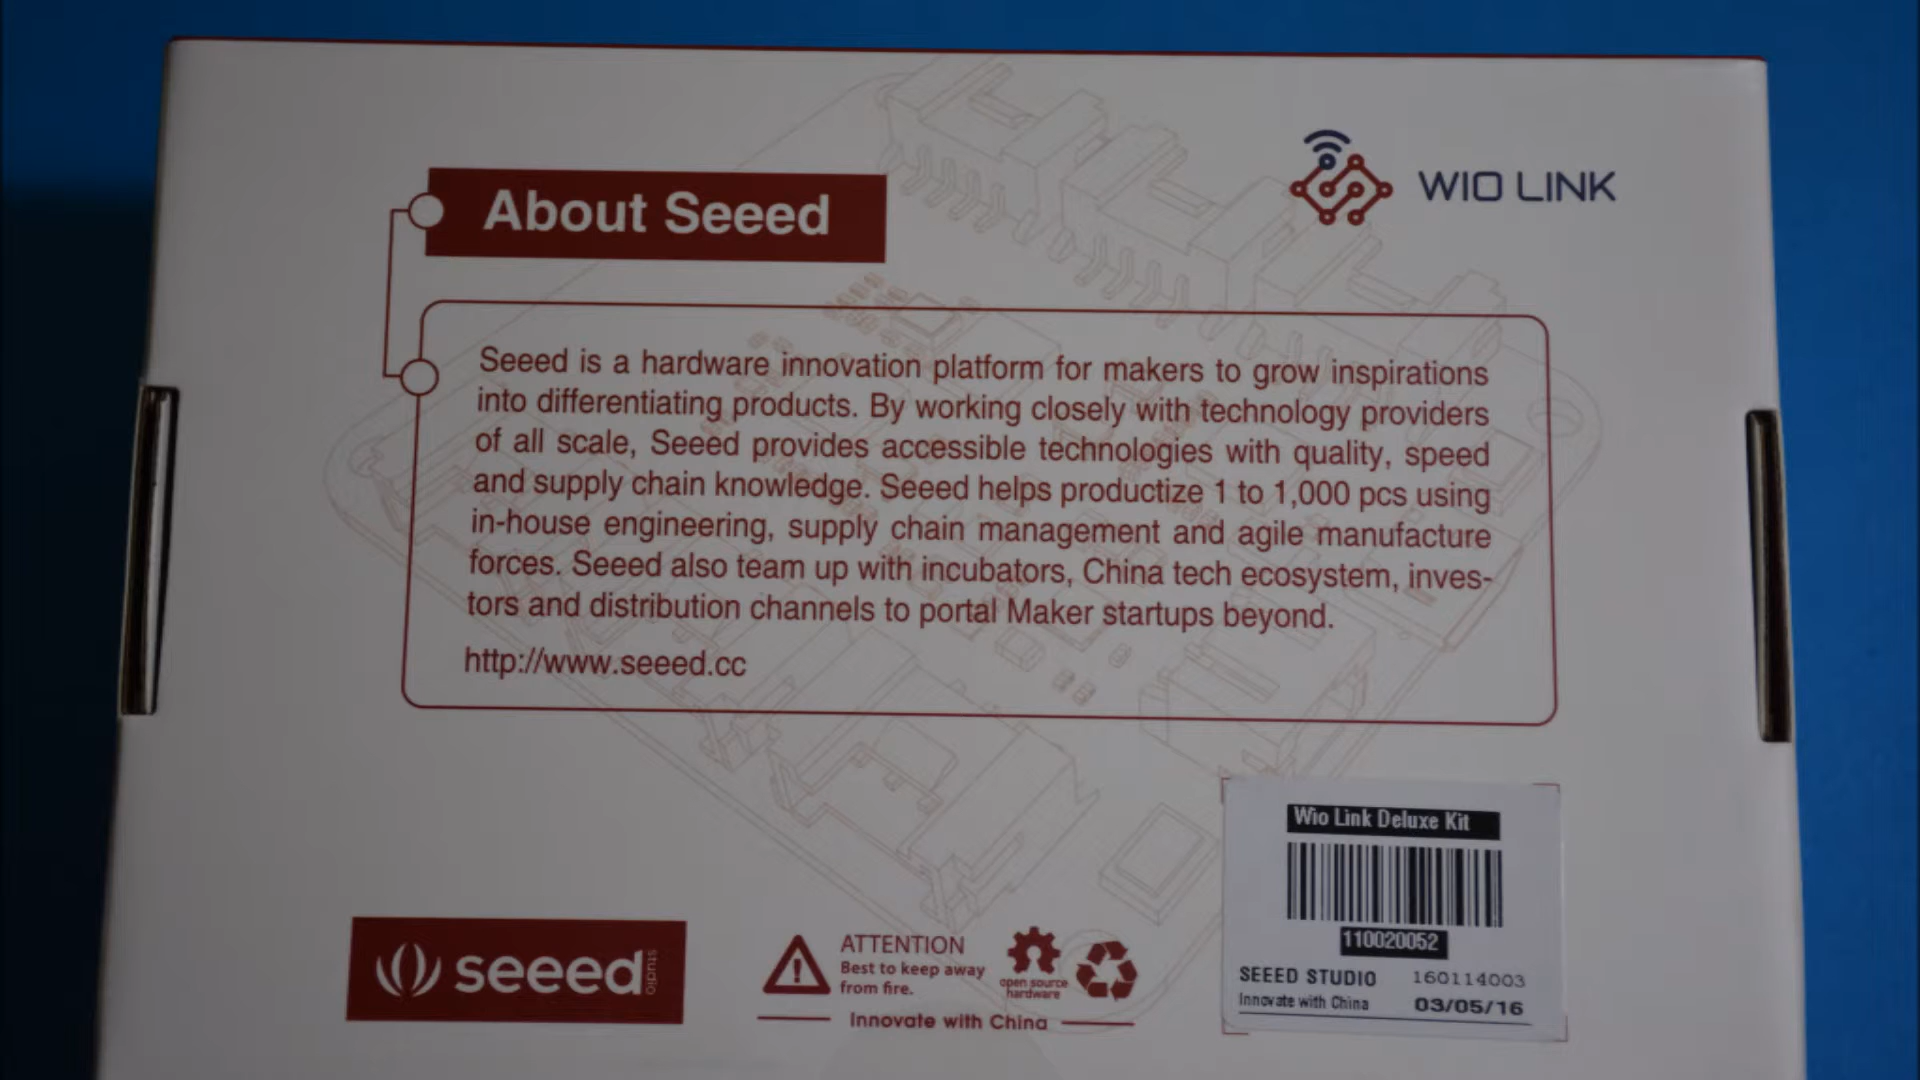 WIO LINK
About Seeed
Seeed is a hardware innovation platform for makers to grow inspirations
into differentiating products. By working closely with technology providers
of all scale, Seeed provides accessible technologies with quality, speed
and supply chain knowledge. Seeed helps productize 1 to 1,000 pcs using
in-house engineering, supply chain management and agile manufacture
forces. Seeed also team up with incubators, China tech ecosystem, inves-
tors and distribution channels to portal Maker startups beyond.
http://www.seeed.cc
seeed studio
ATTENTION
Best to keep away
from fire.
open source
hardware
Innovate with China
Wio Link Deluxe Kit
110020052
SEEED STUDIO 160114003
Innovate with China 03/05/16